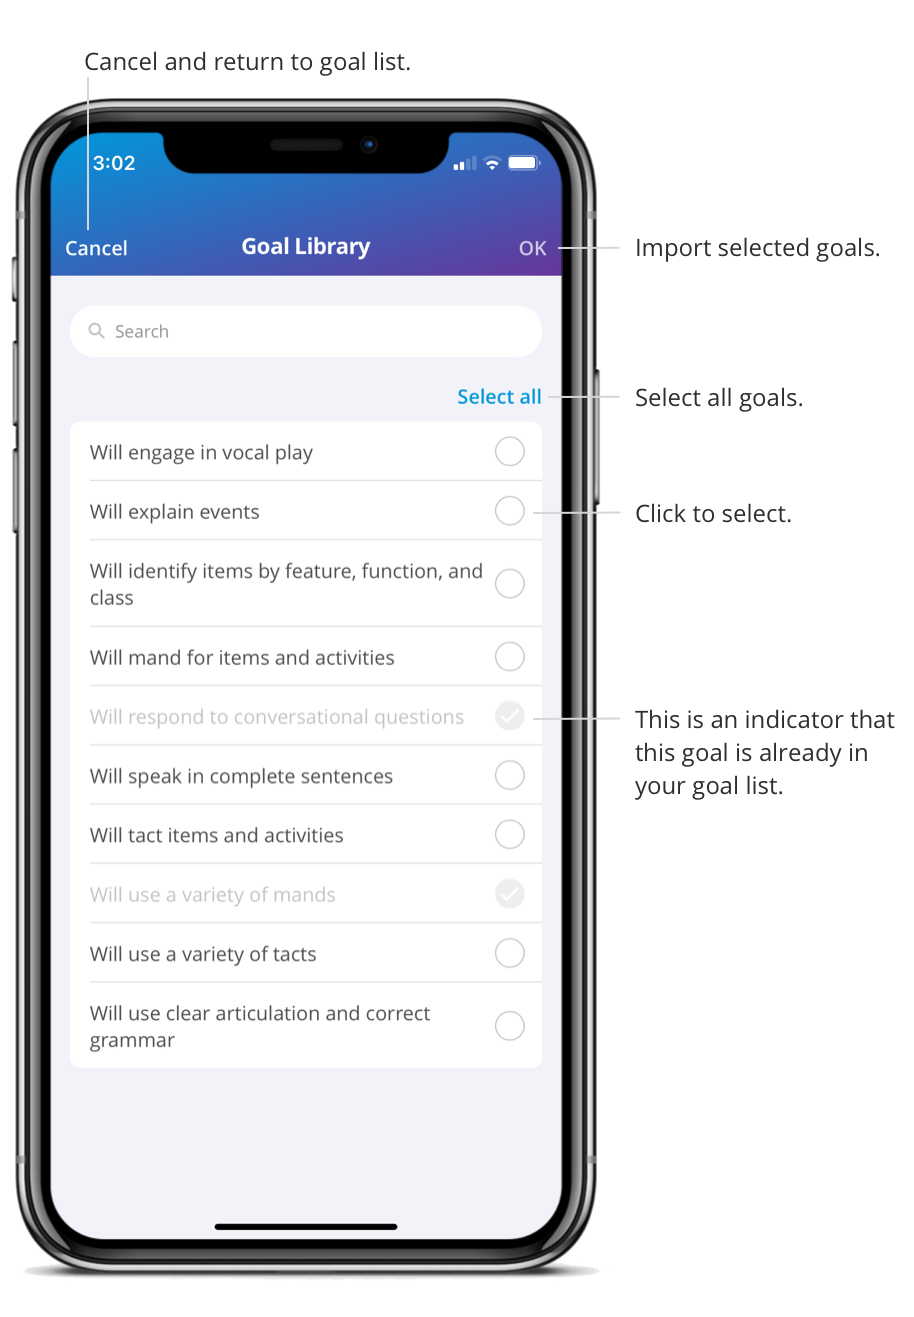 Cancel and return to goal list.
3:02
Cancel
Goal Library
OK
Import selected goals.
Search
Select all
Select all goals.
Will engage in vocal play
Will explain events
Click to select.
Will identify items by feature, function, and
class
Will mand for items and activities
Will respond to conversational questions
This is an indicator that
this goal is already in
your goal list.
Will speak in complete sentences
Will tact items and activities
Will use a variety of mands
Will use a variety of tacts
Will use clear articulation and correct
grammar